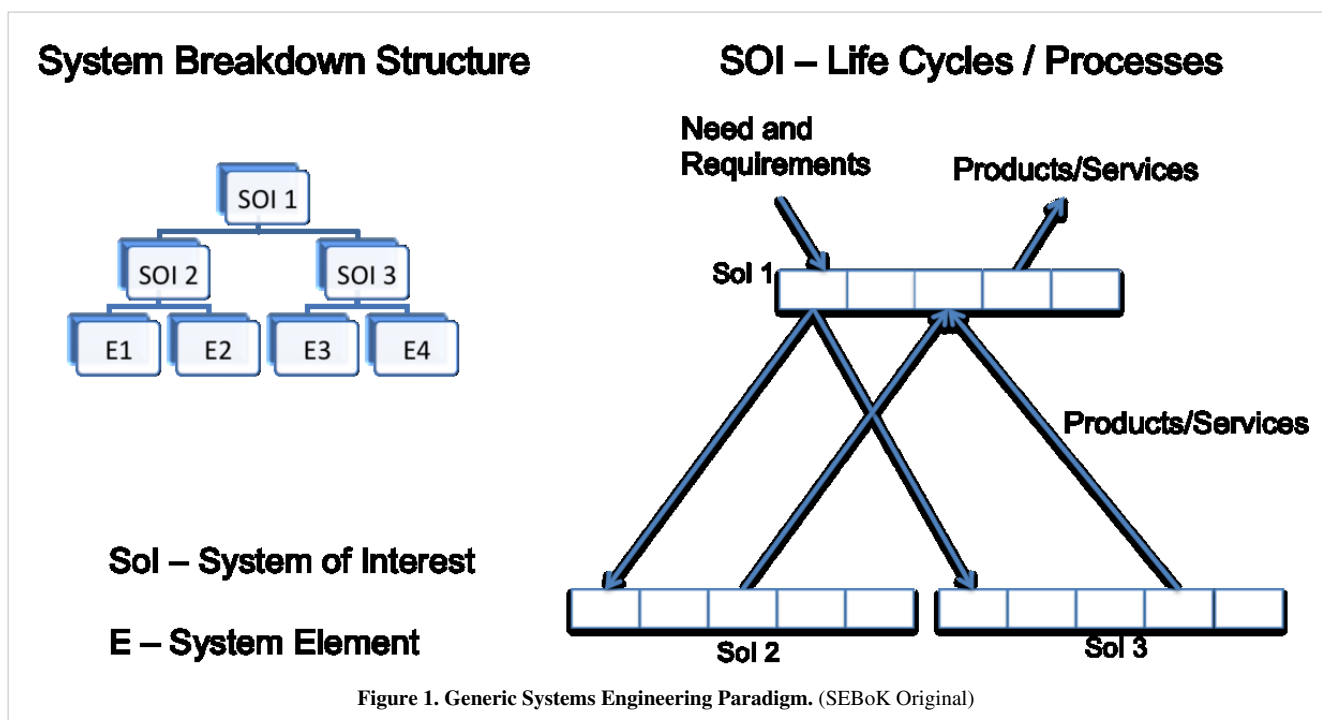 System Breakdown Structure
SOI 1
SOI 2
SOI 3
E1
E2
E3
E4
SoI – System of Interest
E – System Element
SOI – Life Cycles / Processes
Need and
Requirements
Products/Services
SoI 1
Products/Services
SoI 2
SoI 3
Figure 1. Generic Systems Engineering Paradigm. (SEBoK Original)